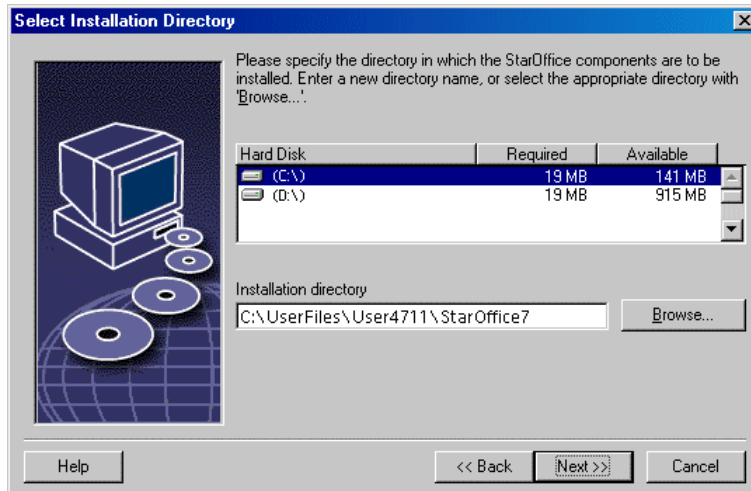 Select Installation Directory
Please specify the directory in which the StarOffice components are to be
installed. Enter a new directory name, or select the appropriate directory with
'Browse...'.
Hard Disk Required Available
(C:\) 19 MB 141 MB
(D:\) 19 MB 915 MB
Installation directory
C:\UserFiles\User4711\StarOffice7 Browse...
Help << Back Next >> Cancel